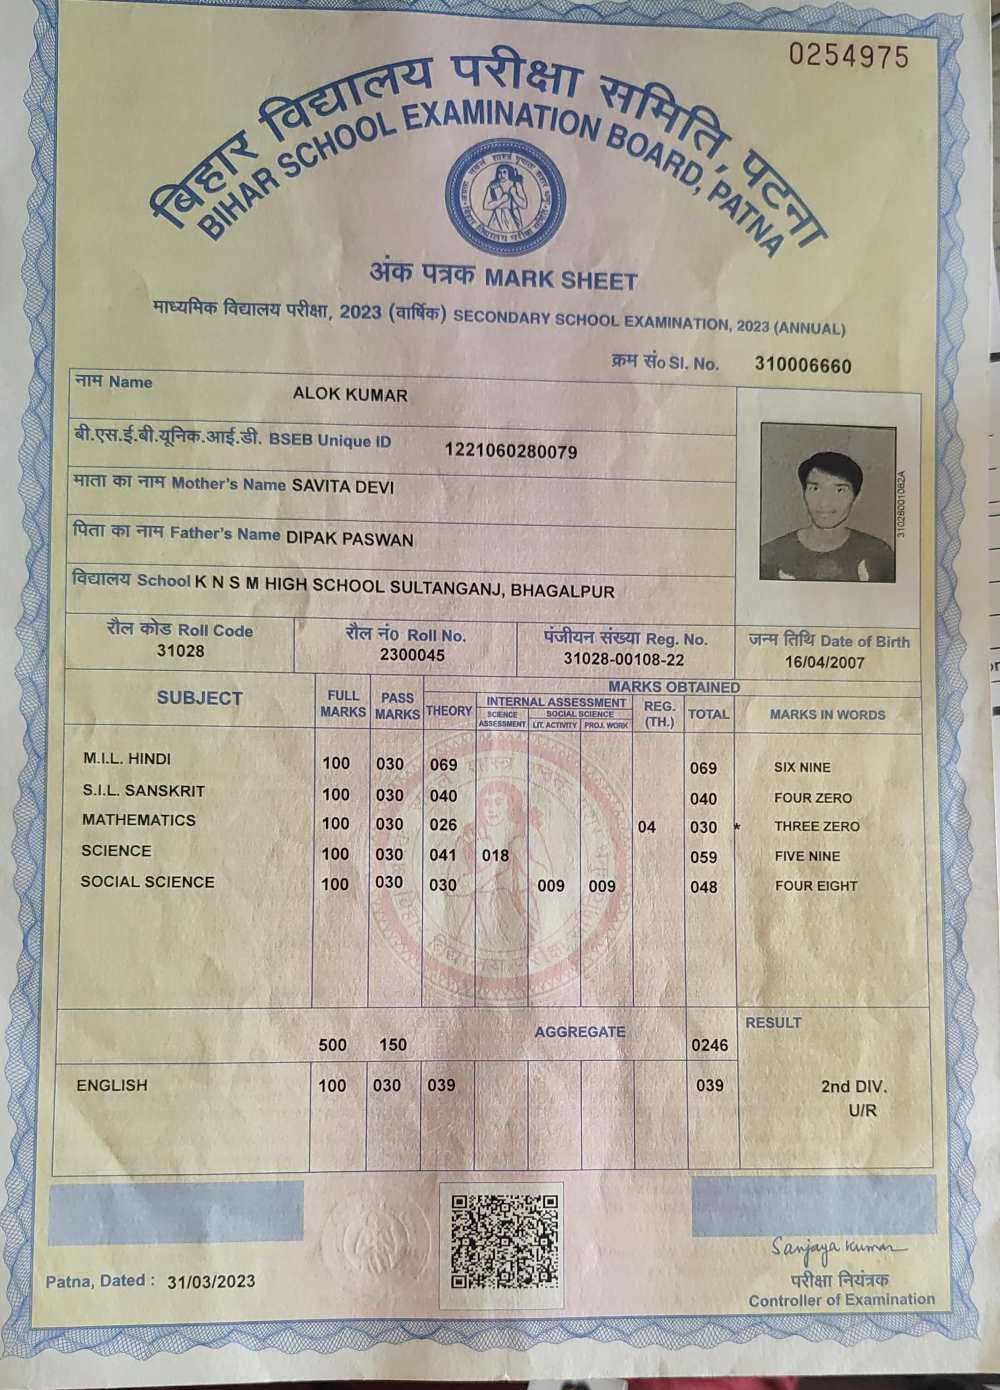 0254975
बिहार विद्यालय परीक्षा समिति, पटना
BIHAR SCHOOL EXAMINATION BOARD, PATNA
अंक पत्रक MARK SHEET
माध्यमिक विद्यालय परीक्षा, 2023 (वार्षिक) SECONDARY SCHOOL EXAMINATION, 2023 (ANNUAL)
क्रम सं० Sl. No. 310006660
नाम Name ALOK KUMAR
बी.एस.ई.बी.यूनिक.आई.डी. BSEB Unique ID 1221060280079
माता का नाम Mother's Name SAVITA DEVI
पिता का नाम Father's Name DIPAK PASWAN
विद्यालय School K N S M HIGH SCHOOL SULTANGANJ, BHAGALPUR
31028001082A
रौल कोड Roll Code रौल नं० Roll No. पंजीयन संख्या Reg. No. जन्म तिथि Date of Birth
31028 2300045 31028-00108-22 16/04/2007
SUBJECT FULL MARKS PASS MARKS MARKS OBTAINED
THEORY INTERNAL ASSESSMENT REG. (TH.) TOTAL MARKS IN WORDS
SCIENCE ASSESSMENT SOCIAL SCIENCE
LIT. ACTIVITY PROJ. WORK
M.I.L. HINDI 100 030 069 069 SIX NINE
S.I.L. SANSKRIT 100 030 040 040 FOUR ZERO
MATHEMATICS 100 030 026 04 030 * THREE ZERO
SCIENCE 100 030 041 018 059 FIVE NINE
SOCIAL SCIENCE 100 030 030 009 009 048 FOUR EIGHT
500 150 AGGREGATE 0246 RESULT
ENGLISH 100 030 039 039 2nd DIV.
U/R
Patna, Dated : 31/03/2023
Sanjaya Kumar
परीक्षा नियंत्रक
Controller of Examination